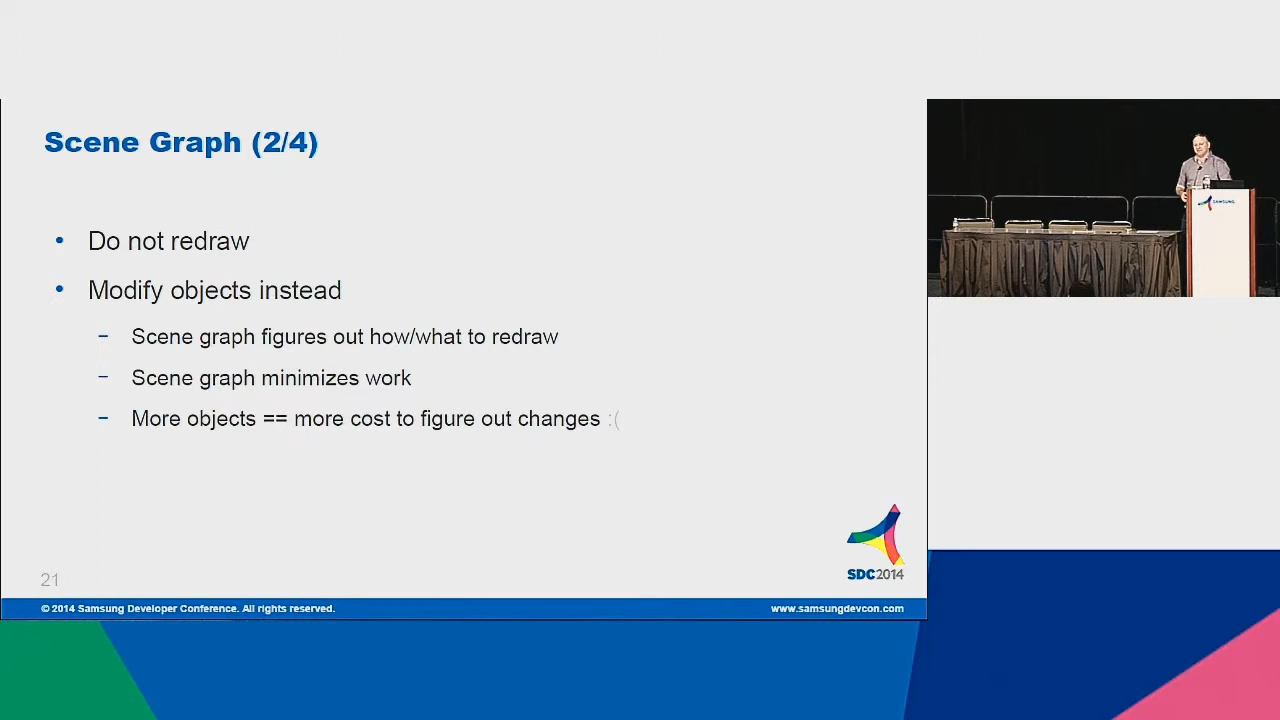 Scene Graph (2/4)
• Do not redraw
• Modify objects instead
– Scene graph figures out how/what to redraw
– Scene graph minimizes work
– More objects == more cost to figure out changes :(
SDC2014
21
© 2014 Samsung Developer Conference. All rights reserved.
www.samsungdevcon.com
SAMSUNG